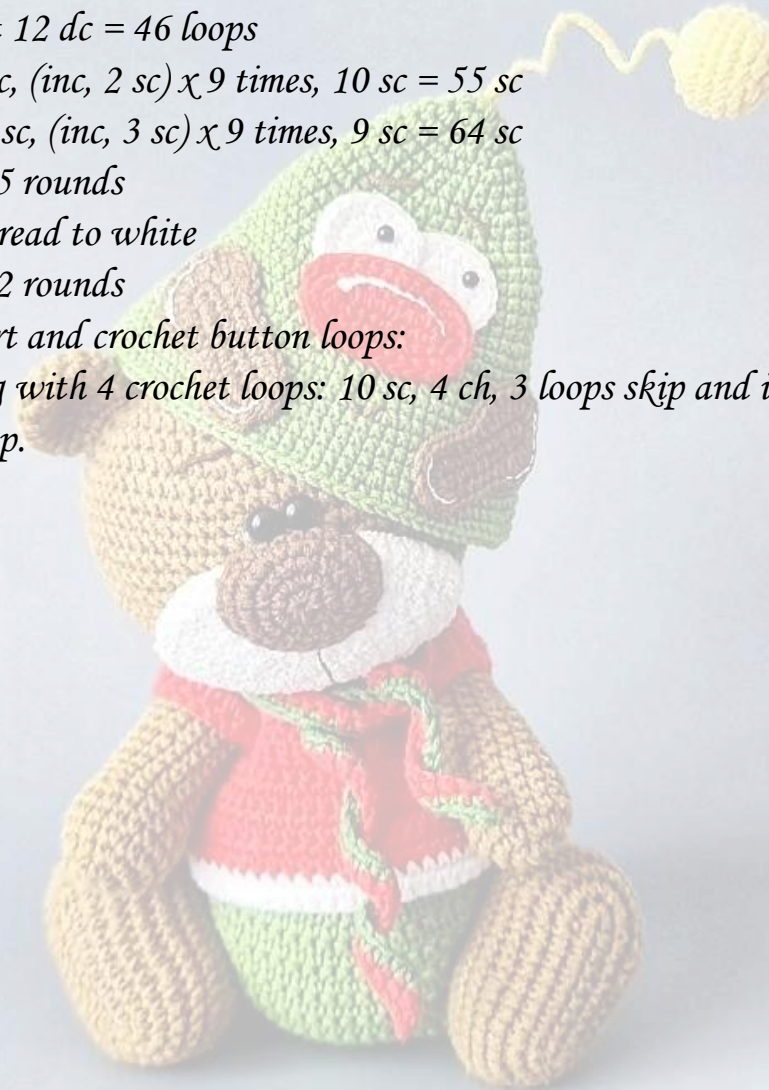 12 dc = 46 loops
(inc, 2 sc) x 9 times, 10 sc = 55 sc
sc, (inc, 3 sc) x 9 times, 9 sc = 64 sc
5 rounds
to white
2 rounds
and crochet button loops:
with 4 crochet loops: 10 sc, 4 ch, 3 loops skip and